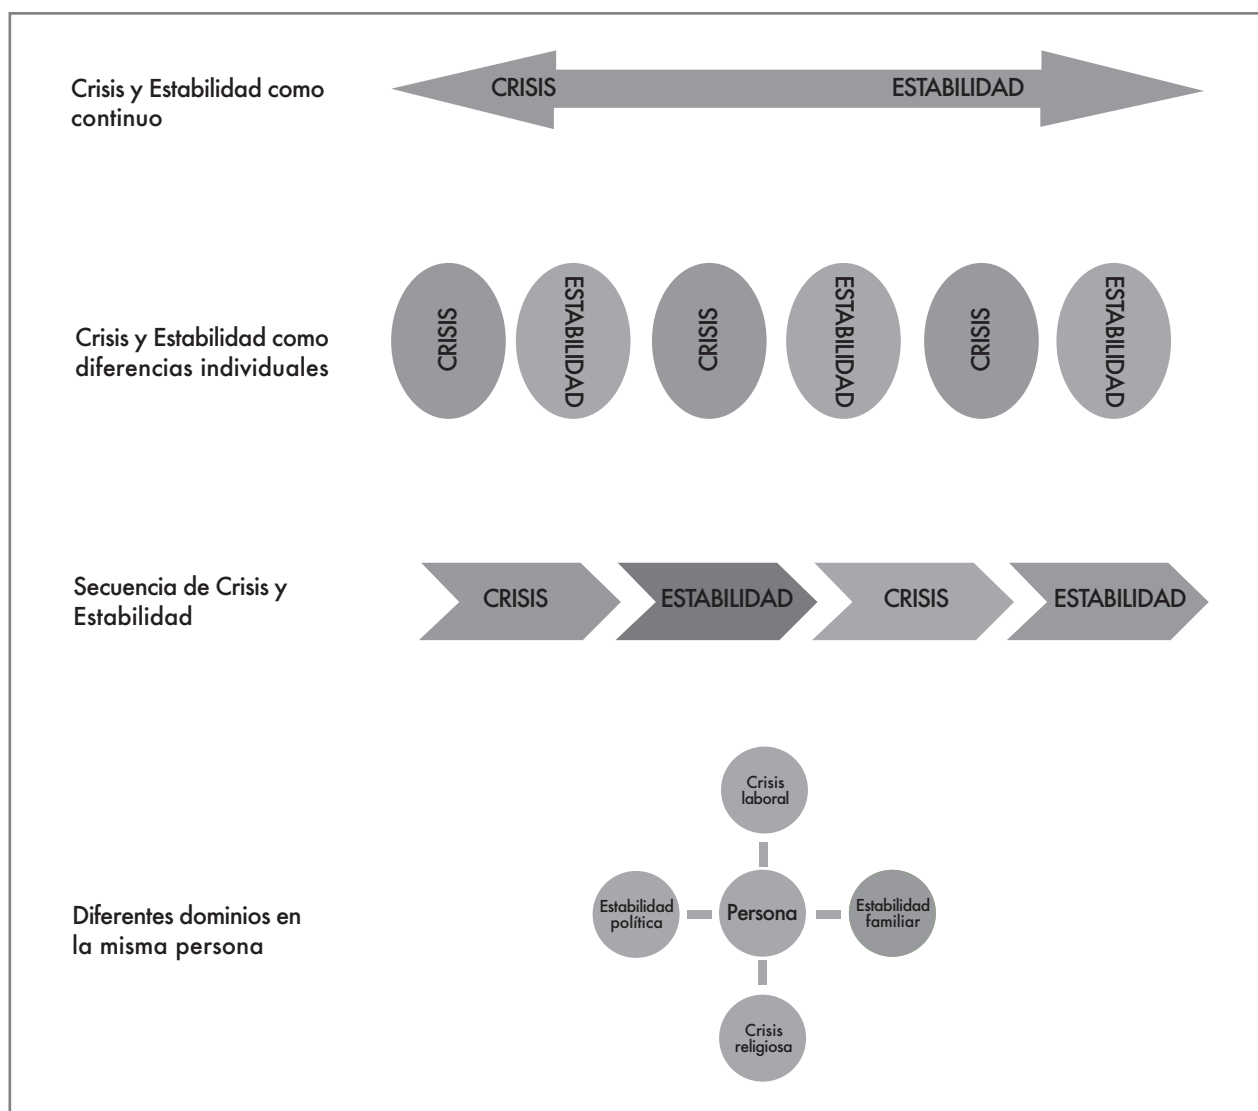 Crisis y Estabilidad como
continuo
CRISIS
ESTABILIDAD
Crisis y Estabilidad como
diferencias individuales
CRISIS
ESTABILIDAD
CRISIS
ESTABILIDAD
CRISIS
ESTABILIDAD
Secuencia de Crisis y
Estabilidad
CRISIS
ESTABILIDAD
CRISIS
ESTABILIDAD
Diferentes dominios en
la misma persona
Crisis
laboral
Estabilidad
política
Persona
Estabilidad
familiar
Crisis
religiosa